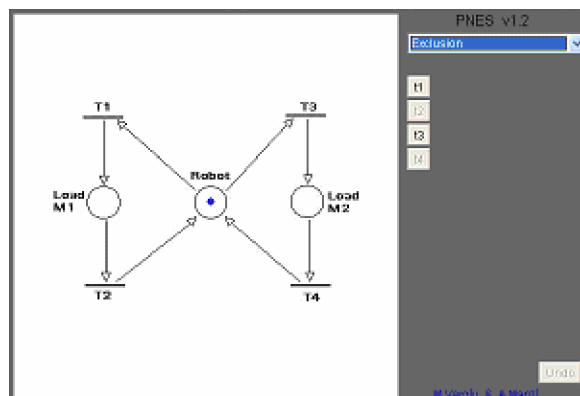 PNES v1.2
Exclusion
t1
t2
t3
t4
T1
T3
Robot
Load
M1
Load
M2
T2
T4
Undo